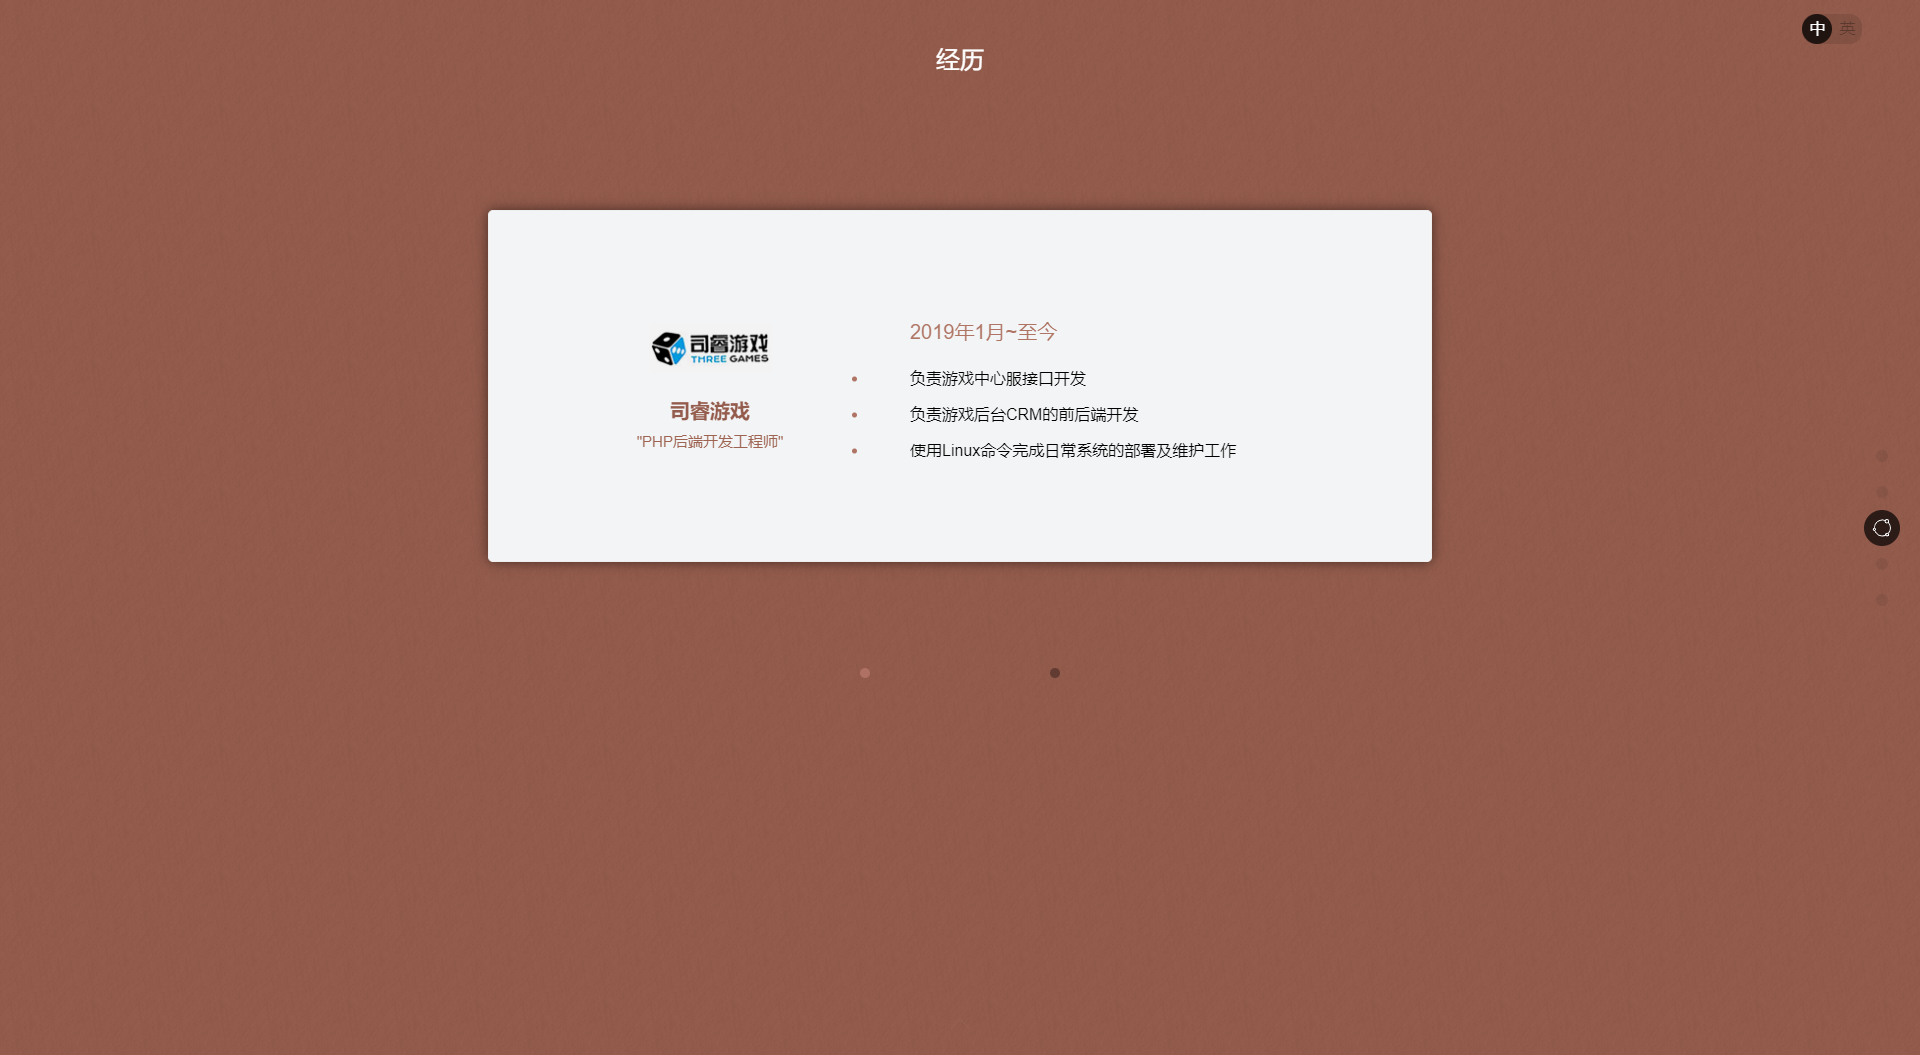 中 英
经历
司睿游戏
THREE GAMES
司睿游戏
"PHP后端开发工程师"
2019年1月~至今
负责游戏中心服接口开发
负责游戏后台CRM的前后端开发
使用Linux命令完成日常系统的部署及维护工作